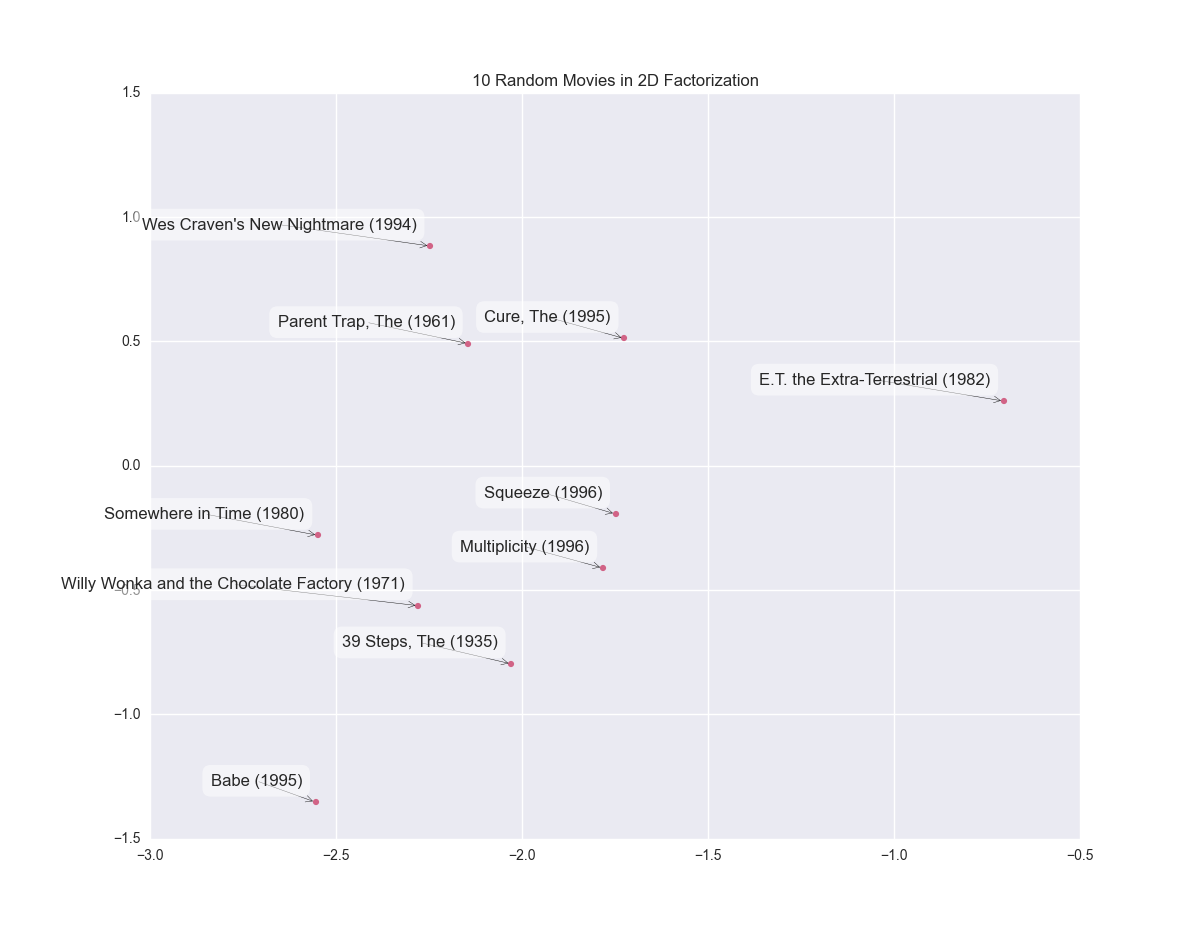 10 Random Movies in 2D Factorization
1.5
1.0
Wes Craven's New Nightmare (1994)
Cure, The (1995)
Parent Trap, The (1961)
0.5
E.T. the Extra-Terrestrial (1982)
0.0
Squeeze (1996)
Somewhere in Time (1980)
Multiplicity (1996)
Willy Wonka and the Chocolate Factory (1971)
−0.5
39 Steps, The (1935)
−1.0
Babe (1995)
−1.5
−3.0 −2.5 −2.0 −1.5 −1.0 −0.5